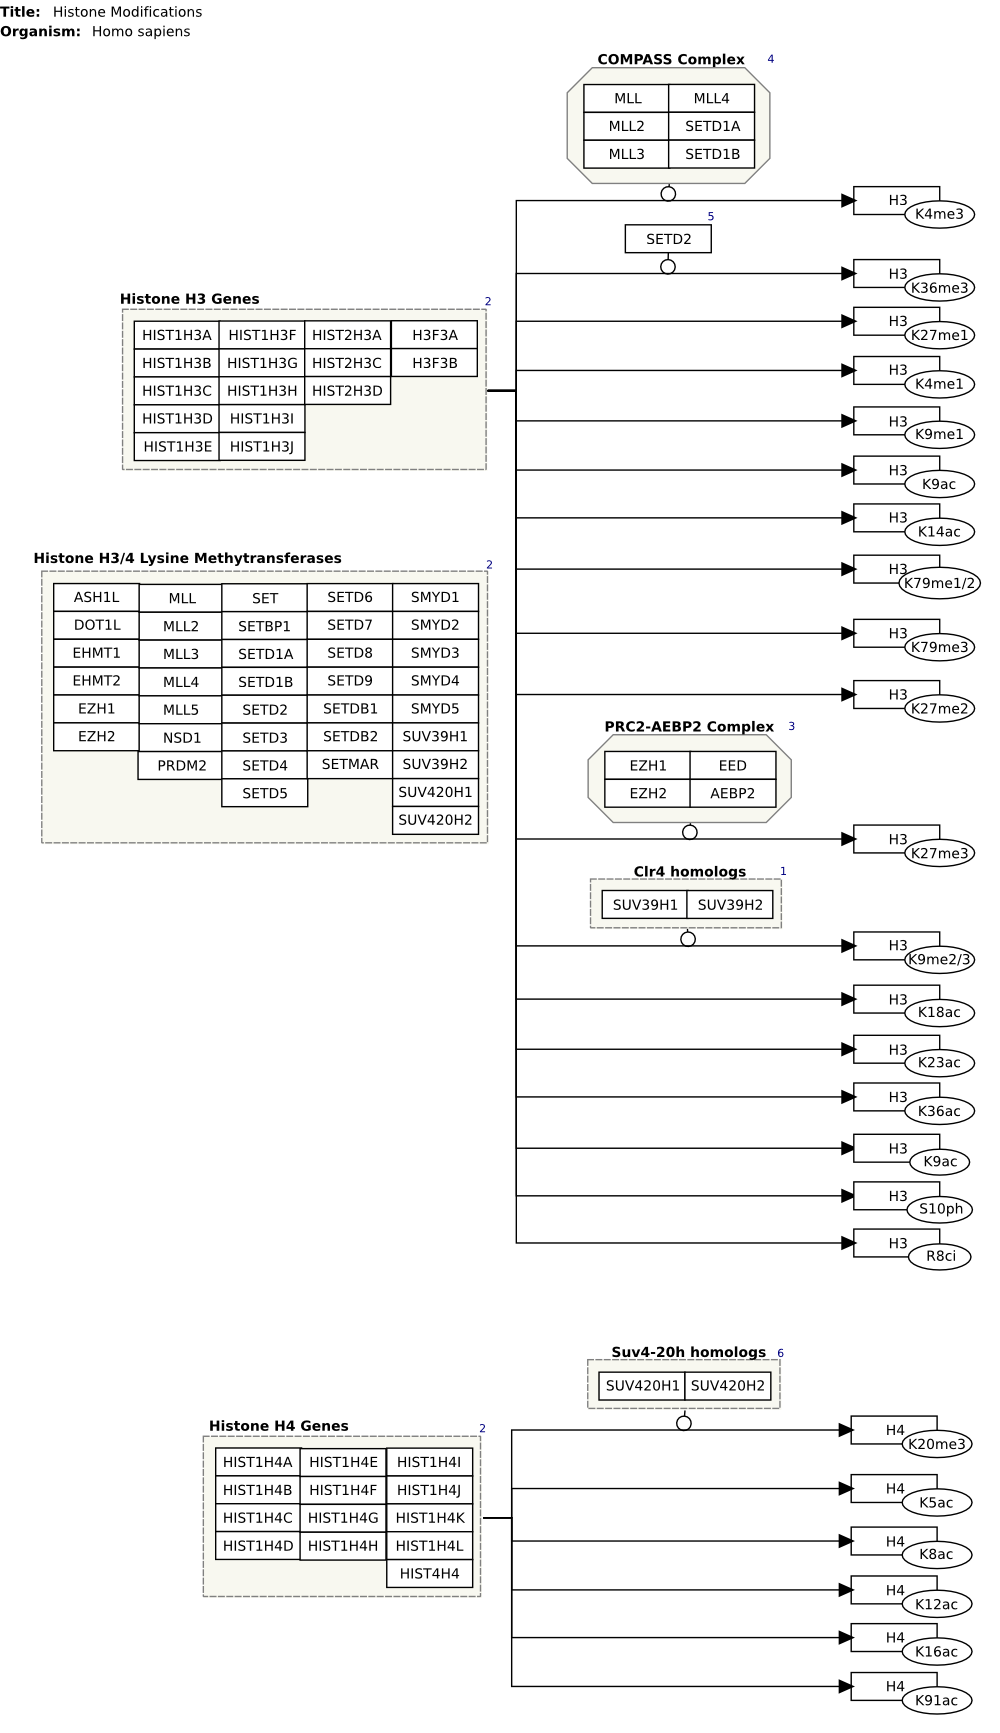 Title: Histone Modifications
Organism: Homo sapiens
COMPASS Complex 4
MLL MLL4
MLL2 SETD1A
MLL3 SETD1B
H3
K4me3
5
SETD2
H3
K36me3
Histone H3 Genes 2
HIST1H3A HIST1H3F HIST2H3A H3F3A
HIST1H3B HIST1H3G HIST2H3C H3F3B
HIST1H3C HIST1H3H HIST2H3D
HIST1H3D HIST1H3I
HIST1H3E HIST1H3J
H3
K27me1
H3
K4me1
H3
K9me1
H3
K9ac
H3
K14ac
H3
K79me1/2
H3
K79me3
H3
K27me2
Histone H3/4 Lysine Methytransferases 2
ASH1L MLL SET SETD6 SMYD1
DOT1L MLL2 SETBP1 SETD7 SMYD2
EHMT1 MLL3 SETD1A SETD8 SMYD3
EHMT2 MLL4 SETD1B SETD9 SMYD4
EZH1 MLL5 SETD2 SETDB1 SMYD5
EZH2 NSD1 SETD3 SETDB2 SUV39H1
PRDM2 SETD4 SETMAR SUV39H2
SETD5 SUV420H1
SUV420H2
PRC2-AEBP2 Complex 3
EZH1 EED
EZH2 AEBP2
H3
K27me3
Clr4 homologs 1
SUV39H1 SUV39H2
H3
K9me2/3
H3
K18ac
H3
K23ac
H3
K36ac
H3
K9ac
H3
S10ph
H3
R8ci
Suv4-20h homologs 6
SUV420H1 SUV420H2
H4
K20me3
Histone H4 Genes 2
HIST1H4A HIST1H4E HIST1H4I
HIST1H4B HIST1H4F HIST1H4J
HIST1H4C HIST1H4G HIST1H4K
HIST1H4D HIST1H4H HIST1H4L
HIST4H4
H4
K5ac
H4
K8ac
H4
K12ac
H4
K16ac
H4
K91ac